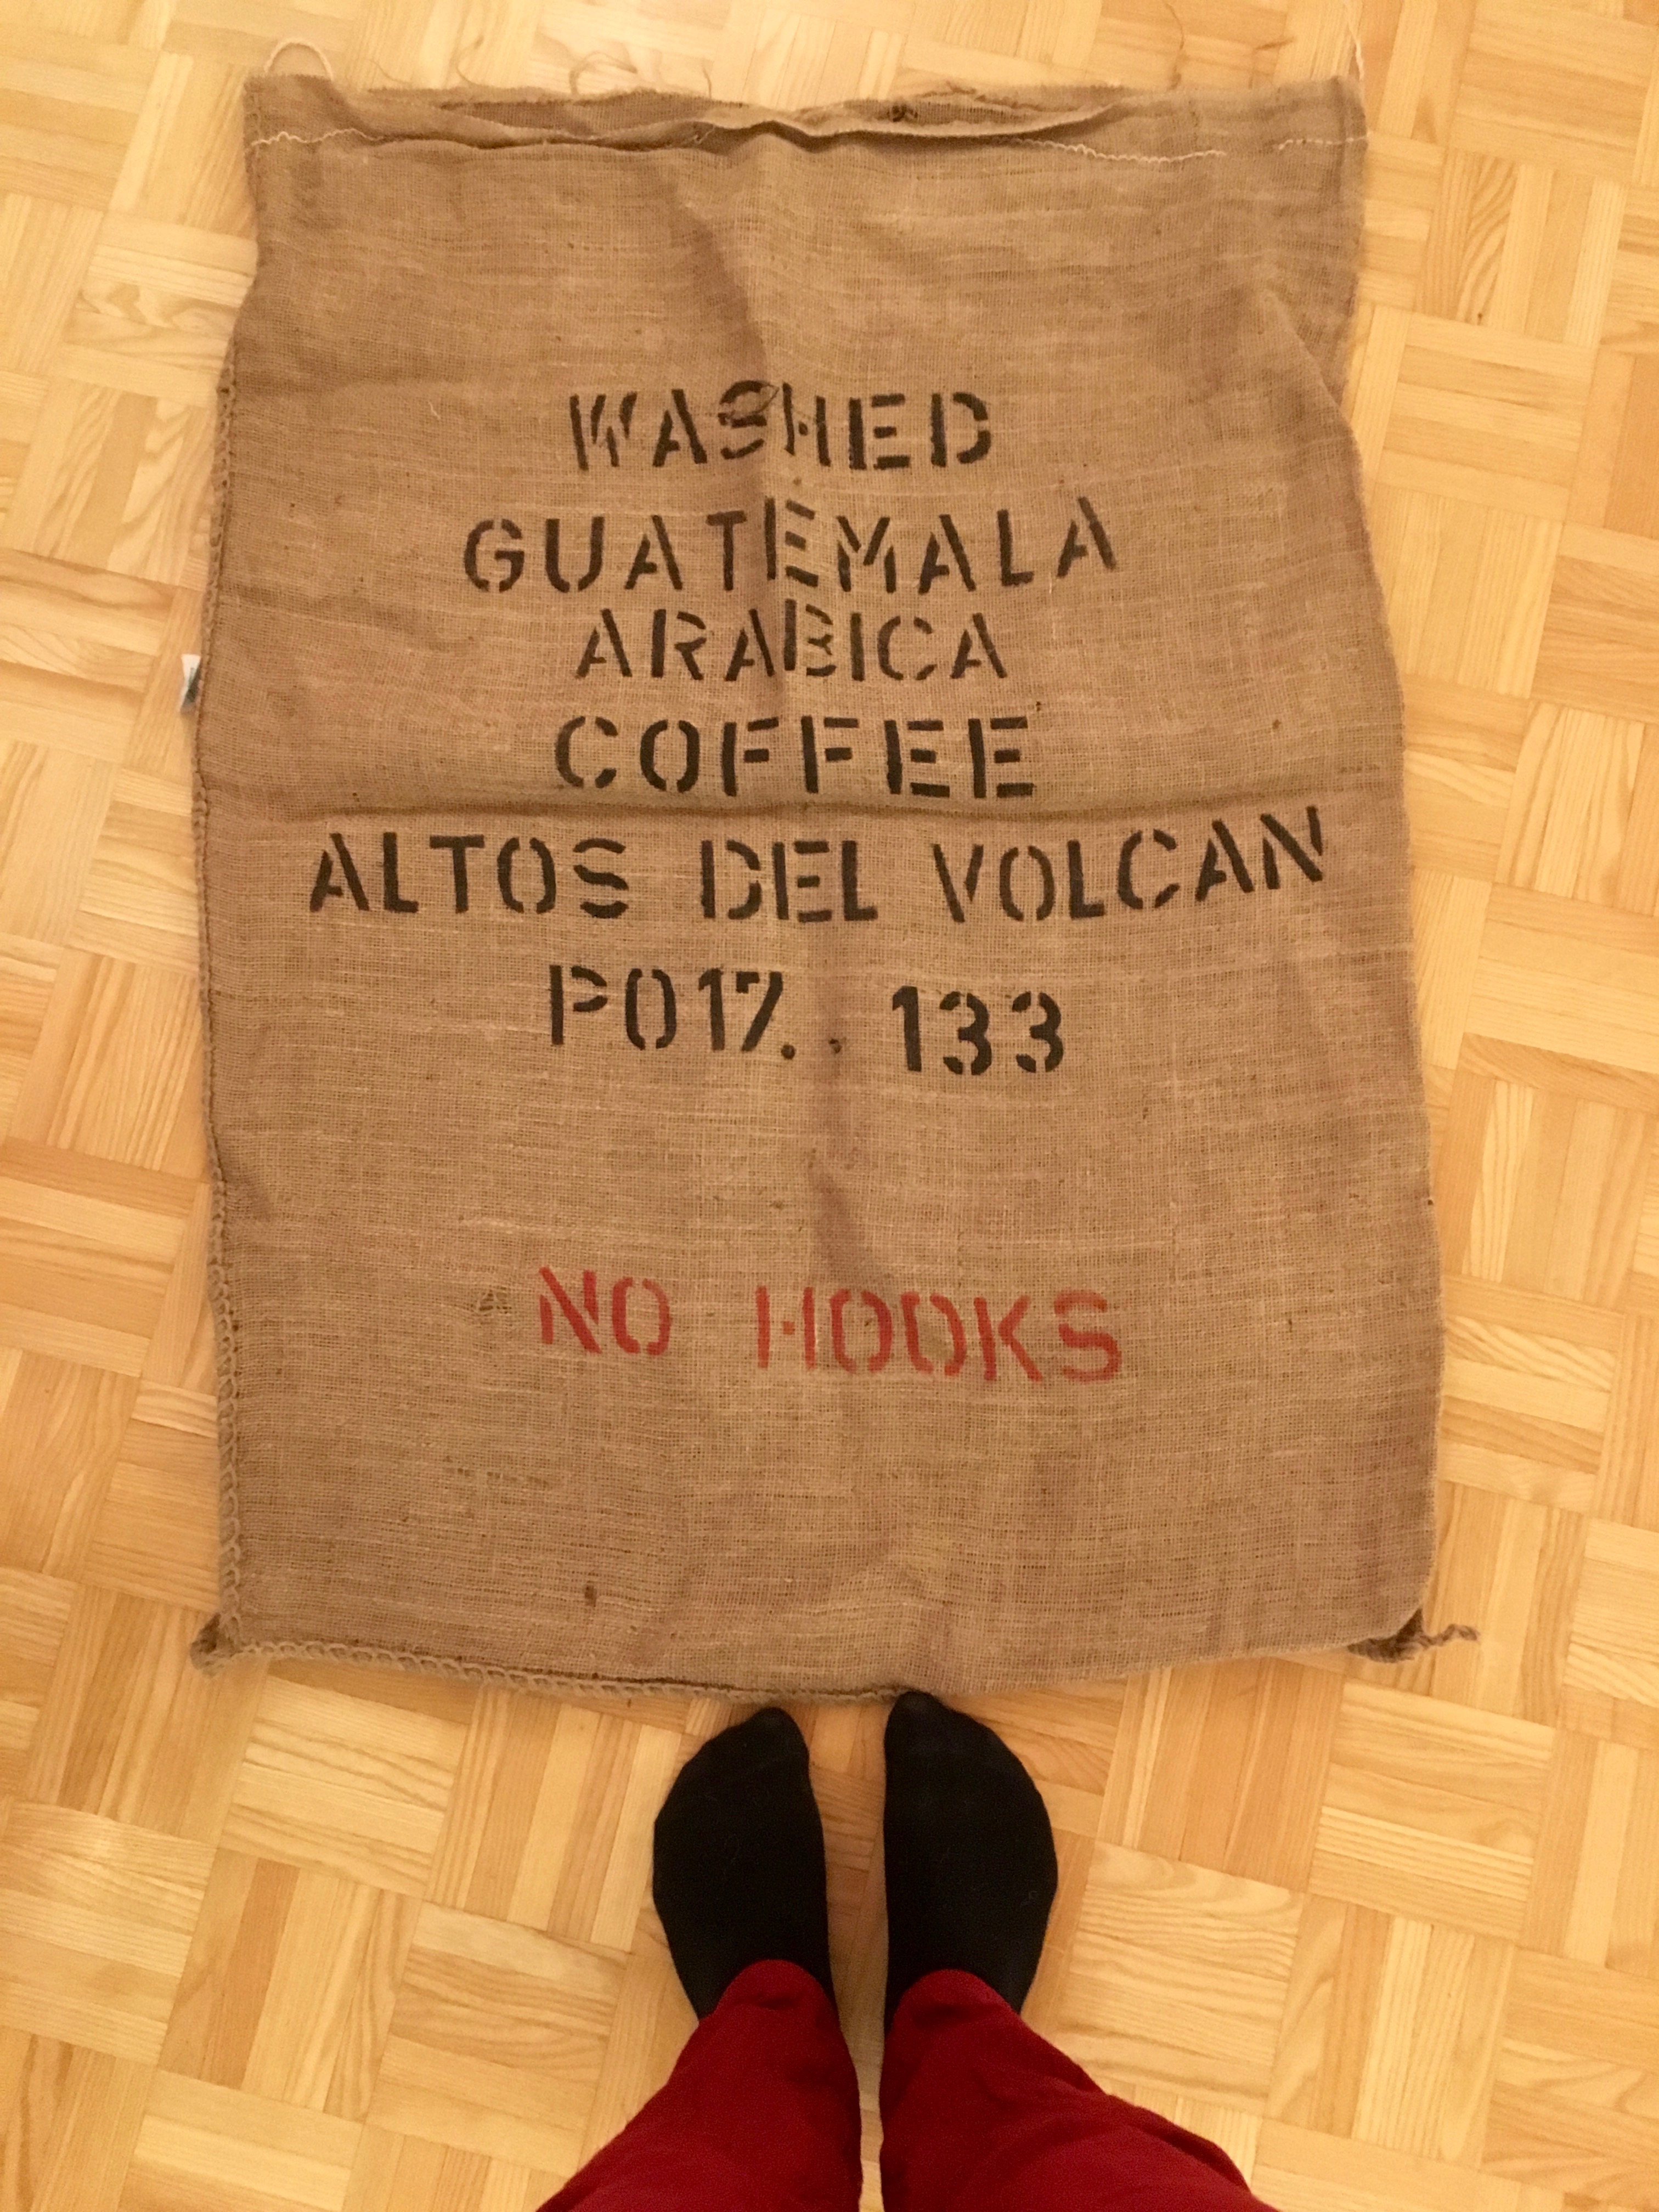 WASHED
GUATEMALA
ARABICA
COFFEE
ALTOS DEL VOLCAN
P017. . 133
NO HOOKS